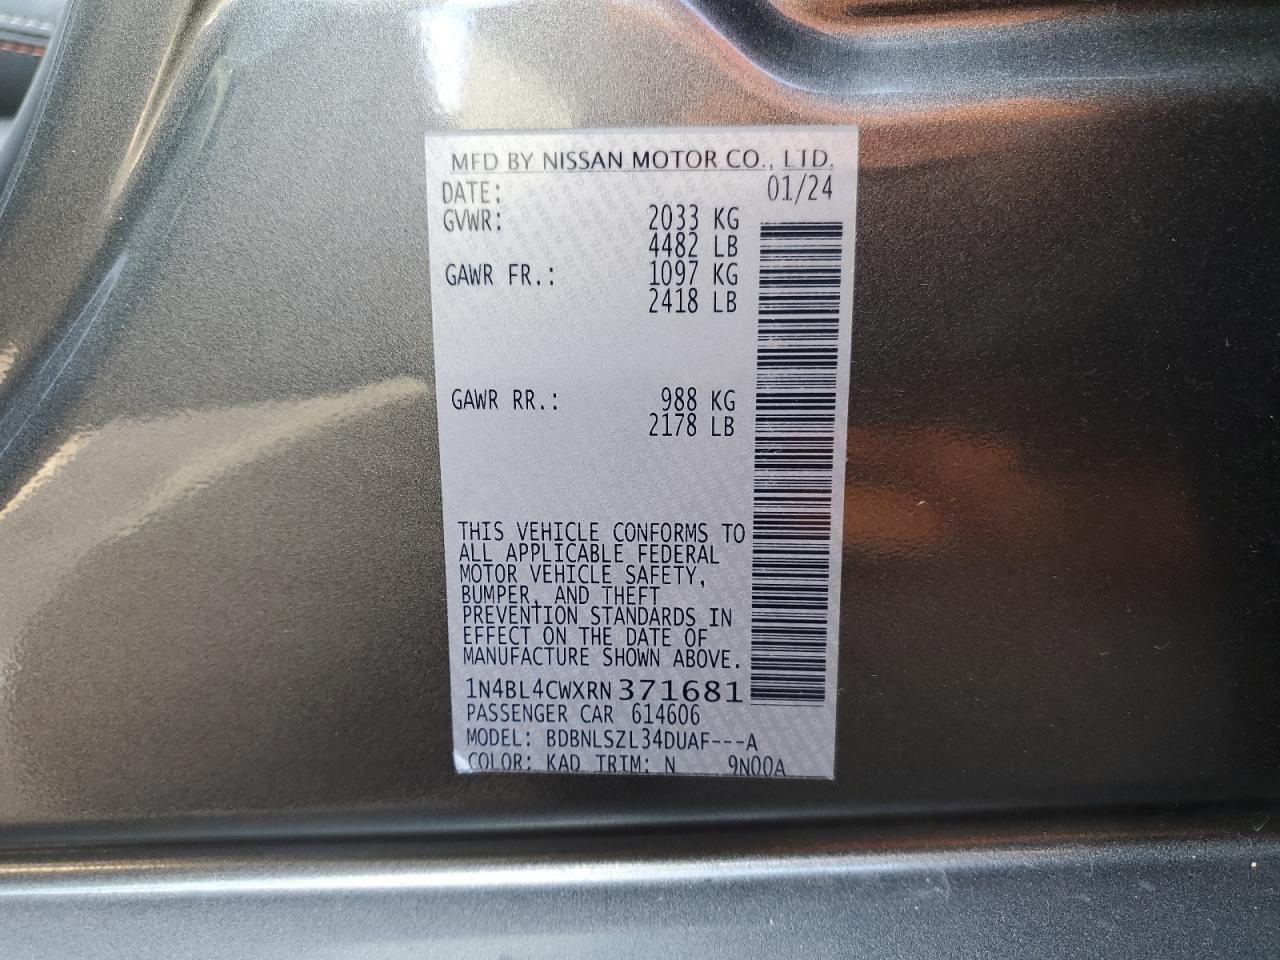 MFD BY NISSAN MOTOR CO., LTD.
DATE: 01/24
GVWR: 2033 KG
4482 LB
GAWR FR.: 1097 KG
2418 LB
GAWR RR.: 988 KG
2178 LB
THIS VEHICLE CONFORMS TO
ALL APPLICABLE FEDERAL
MOTOR VEHICLE SAFETY,
BUMPER, AND THEFT
PREVENTION STANDARDS IN
EFFECT ON THE DATE OF
MANUFACTURE SHOWN ABOVE.
1N4BL4CWXRN371681
PASSENGER CAR 614606
MODEL: BDBNLSZL34DUAF---A
COLOR: KAD TRIM: N 9N00A